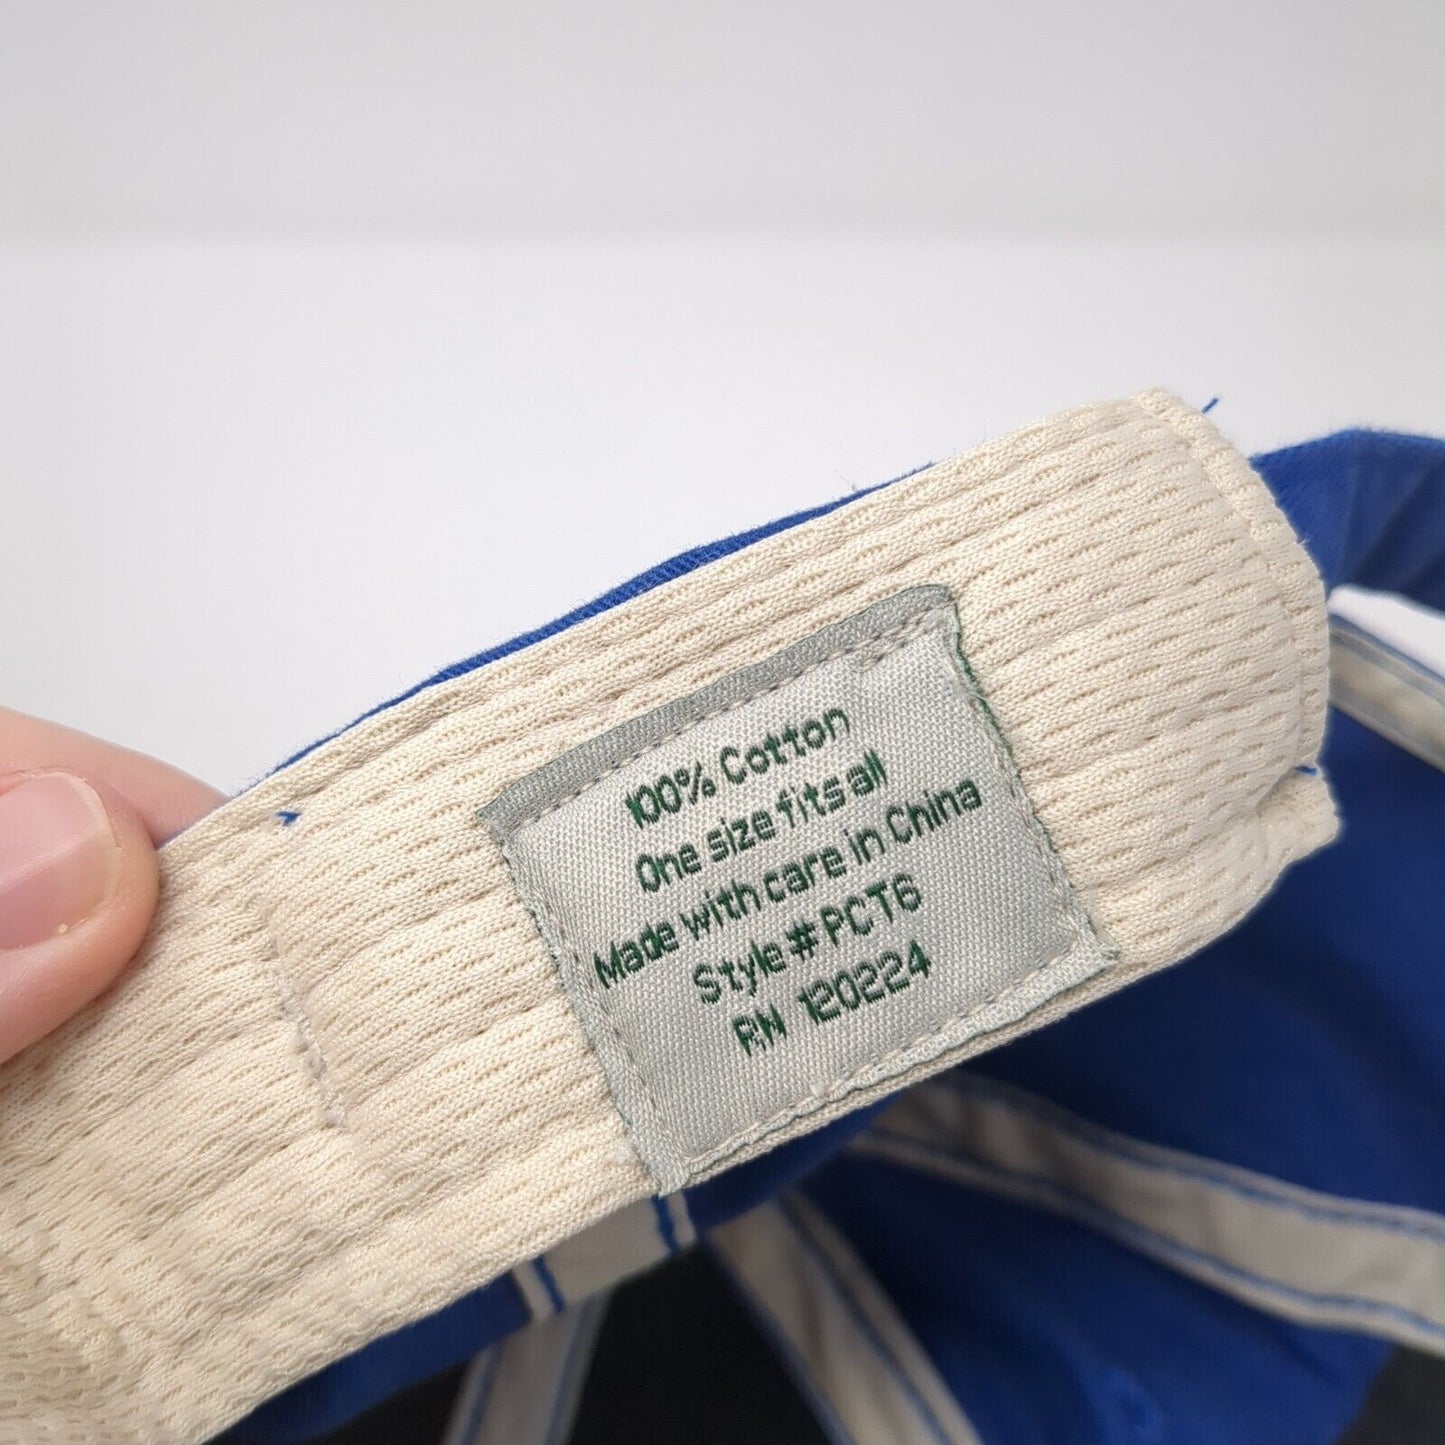 100% Cotton
One size fits all
Made with care in China
Style # PCT6
RN 120224